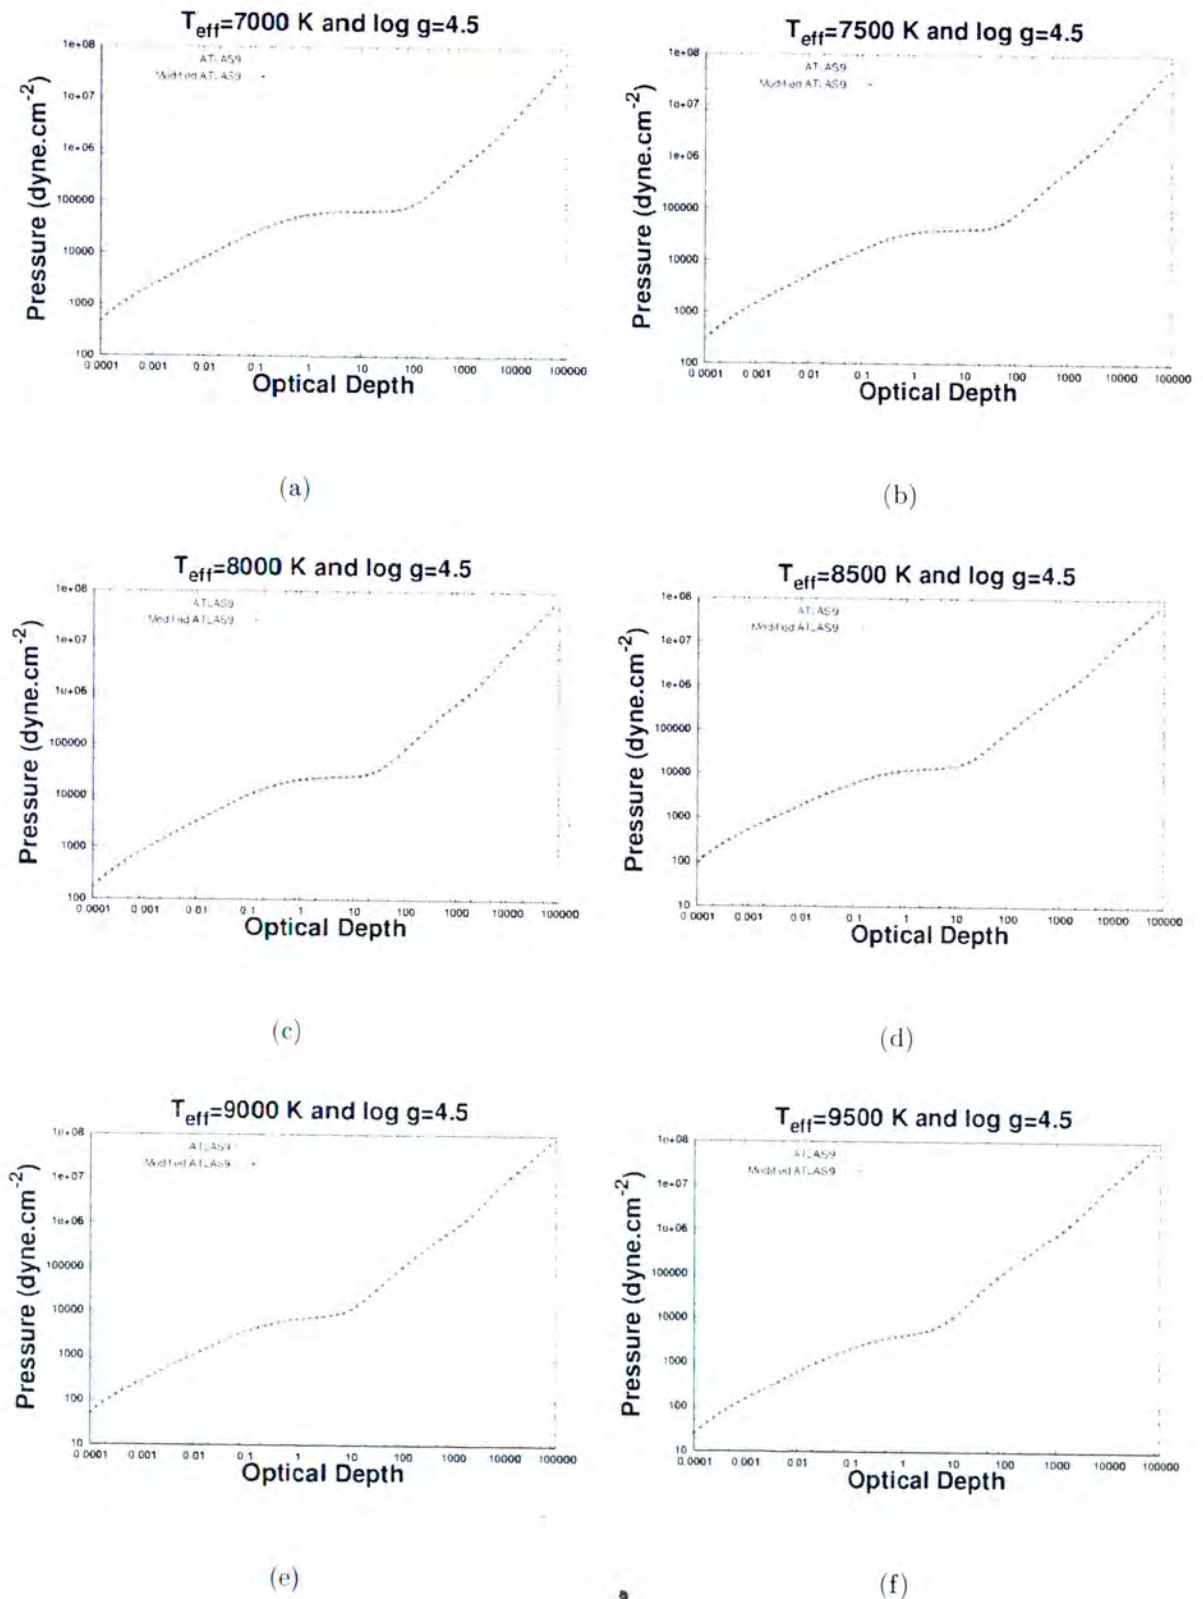 T_eff=7000 K and log g=4.5
ATLAS9
Modified ATLAS9
Pressure (dyne.cm^-2)
1e+08
1e+07
1e+06
100000
10000
1000
100
0.0001 0.001 0.01 0.1 1 10 100 1000 10000 100000
Optical Depth
(a)
T_eff=7500 K and log g=4.5
ATLAS9
Modified ATLAS9
Pressure (dyne.cm^-2)
1e+08
1e+07
1e+06
100000
10000
1000
100
0.0001 0.001 0.01 0.1 1 10 100 1000 10000 100000
Optical Depth
(b)
T_eff=8000 K and log g=4.5
ATLAS9
Modified ATLAS9
Pressure (dyne.cm^-2)
1e+08
1e+07
1e+06
100000
10000
1000
100
0.0001 0.001 0.01 0.1 1 10 100 1000 10000 100000
Optical Depth
(c)
T_eff=8500 K and log g=4.5
ATLAS9
Modified ATLAS9
Pressure (dyne.cm^-2)
1e+08
1e+07
1e+06
100000
10000
1000
100
10
0.0001 0.001 0.01 0.1 1 10 100 1000 10000 100000
Optical Depth
(d)
T_eff=9000 K and log g=4.5
ATLAS9
Modified ATLAS9
Pressure (dyne.cm^-2)
1e+08
1e+07
1e+06
100000
10000
1000
100
10
0.0001 0.001 0.01 0.1 1 10 100 1000 10000 100000
Optical Depth
(e)
T_eff=9500 K and log g=4.5
ATLAS9
Modified ATLAS9
Pressure (dyne.cm^-2)
1e+08
1e+07
1e+06
100000
10000
1000
100
10
0.0001 0.001 0.01 0.1 1 10 100 1000 10000 100000
Optical Depth
(f)